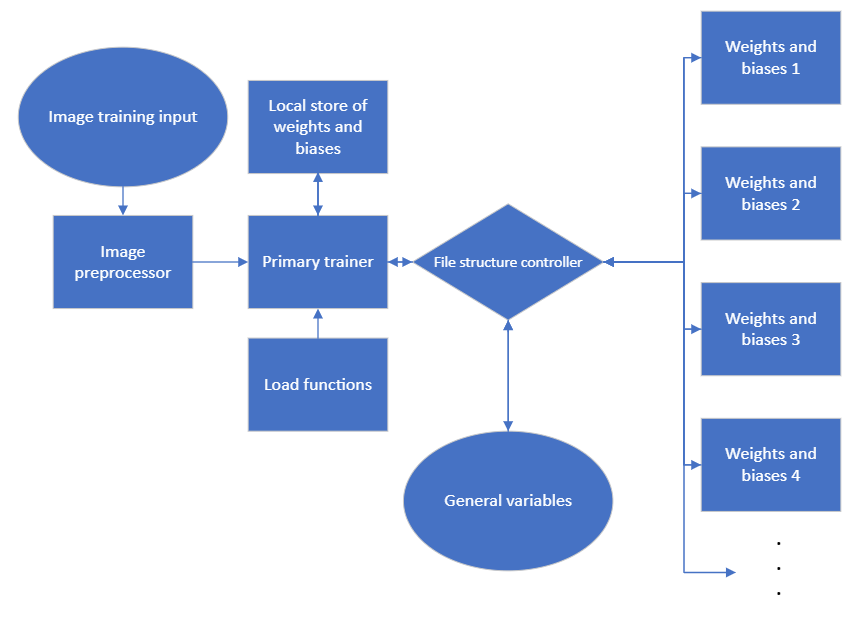 Image training input
Local store of
weights and
biases
Image
preprocessor
Primary trainer
Load functions
File structure controller
General variables
Weights and
biases 1
Weights and
biases 2
Weights and
biases 3
Weights and
biases 4
.
.
.